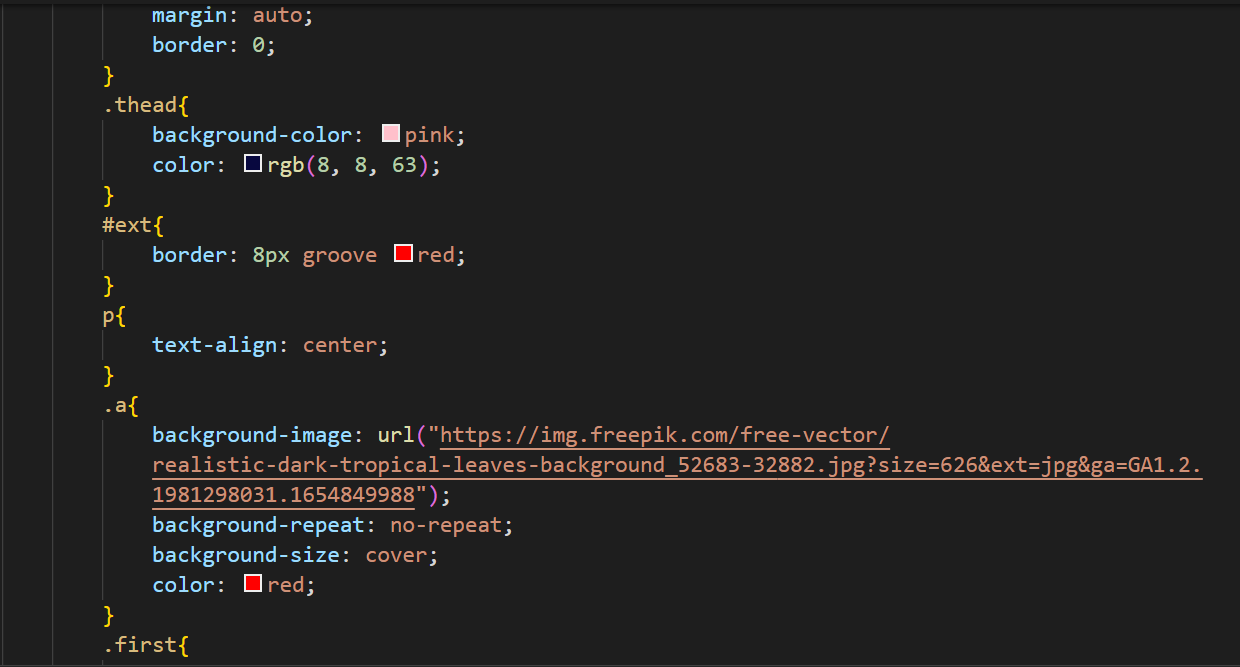 margin: auto;
border: 0;
}
.thead{
background-color: pink;
color: rgb(8, 8, 63);
}
#ext{
border: 8px groove red;
}
p{
text-align: center;
}
.a{
background-image: url("https://img.freepik.com/free-vector/
realistic-dark-tropical-leaves-background_52683-32882.jpg?size=626&ext=jpg&ga=GA1.2.
1981298031.1654849988");
background-repeat: no-repeat;
background-size: cover;
color: red;
}
.first{